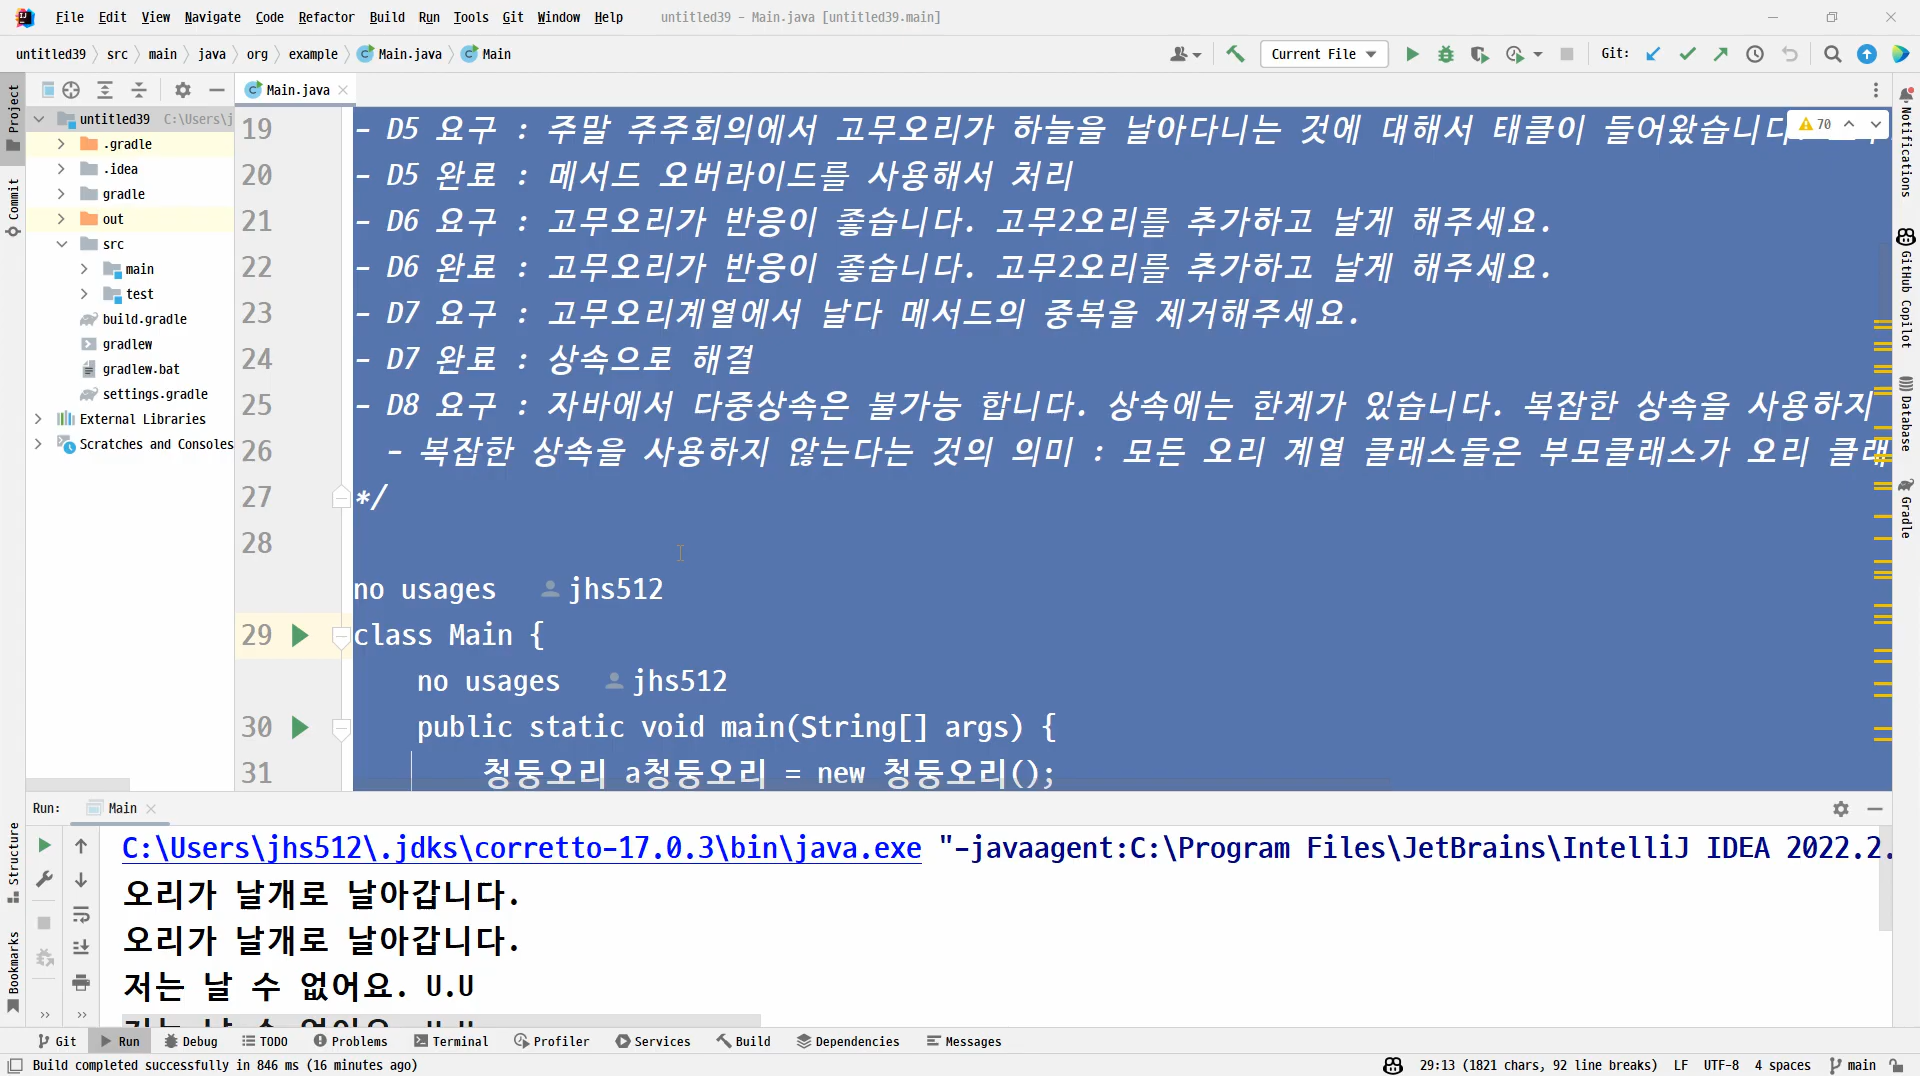 File Edit View Navigate Code Refactor Build Run Tools Git Window Help untitled39 - Main.java [untitled39.main]
untitled39 src main java org example Main.java Main Current File Git:
Main.java
Project
Commit
untitled39 C:\Users\j
.gradle
.idea
gradle
out
src
main
test
build.gradle
gradlew
gradlew.bat
settings.gradle
External Libraries
Scratches and Consoles
70
19 - D5 요구 : 주말 주주회의에서 고무오리가 하늘을 날아다니는 것에 대해서 태클이 들어왔습니다
20 - D5 완료 : 메서드 오버라이드를 사용해서 처리
21 - D6 요구 : 고무오리가 반응이 좋습니다. 고무2오리를 추가하고 날게 해주세요.
22 - D6 완료 : 고무오리가 반응이 좋습니다. 고무2오리를 추가하고 날게 해주세요.
23 - D7 요구 : 고무오리계열에서 날다 메서드의 중복을 제거해주세요.
24 - D7 완료 : 상속으로 해결
25 - D8 요구 : 자바에서 다중상속은 불가능 합니다. 상속에는 한계가 있습니다. 복잡한 상속을 사용하지
26 - 복잡한 상속을 사용하지 않는다는 것의 의미 : 모든 오리 계열 클래스들은 부모클래스가 오리 클래
27 */
28
no usages jhs512
29 class Main {
no usages jhs512
30 public static void main(String[] args) {
31 청둥오리 a청둥오리 = new 청둥오리();
Notifications
GitHub Copilot
Database
Gradle
Run: Main
C:\Users\jhs512\.jdks\corretto-17.0.3\bin\java.exe "-javaagent:C:\Program Files\JetBrains\IntelliJ IDEA 2022.2.
오리가 날개로 날아갑니다.
오리가 날개로 날아갑니다.
저는 날 수 없어요. U.U
Structure
Bookmarks
Git Run Debug TODO Problems Terminal Profiler Services Build Dependencies Messages
Build completed successfully in 846 ms (16 minutes ago) 29:13 (1821 chars, 92 line breaks) LF UTF-8 4 spaces main